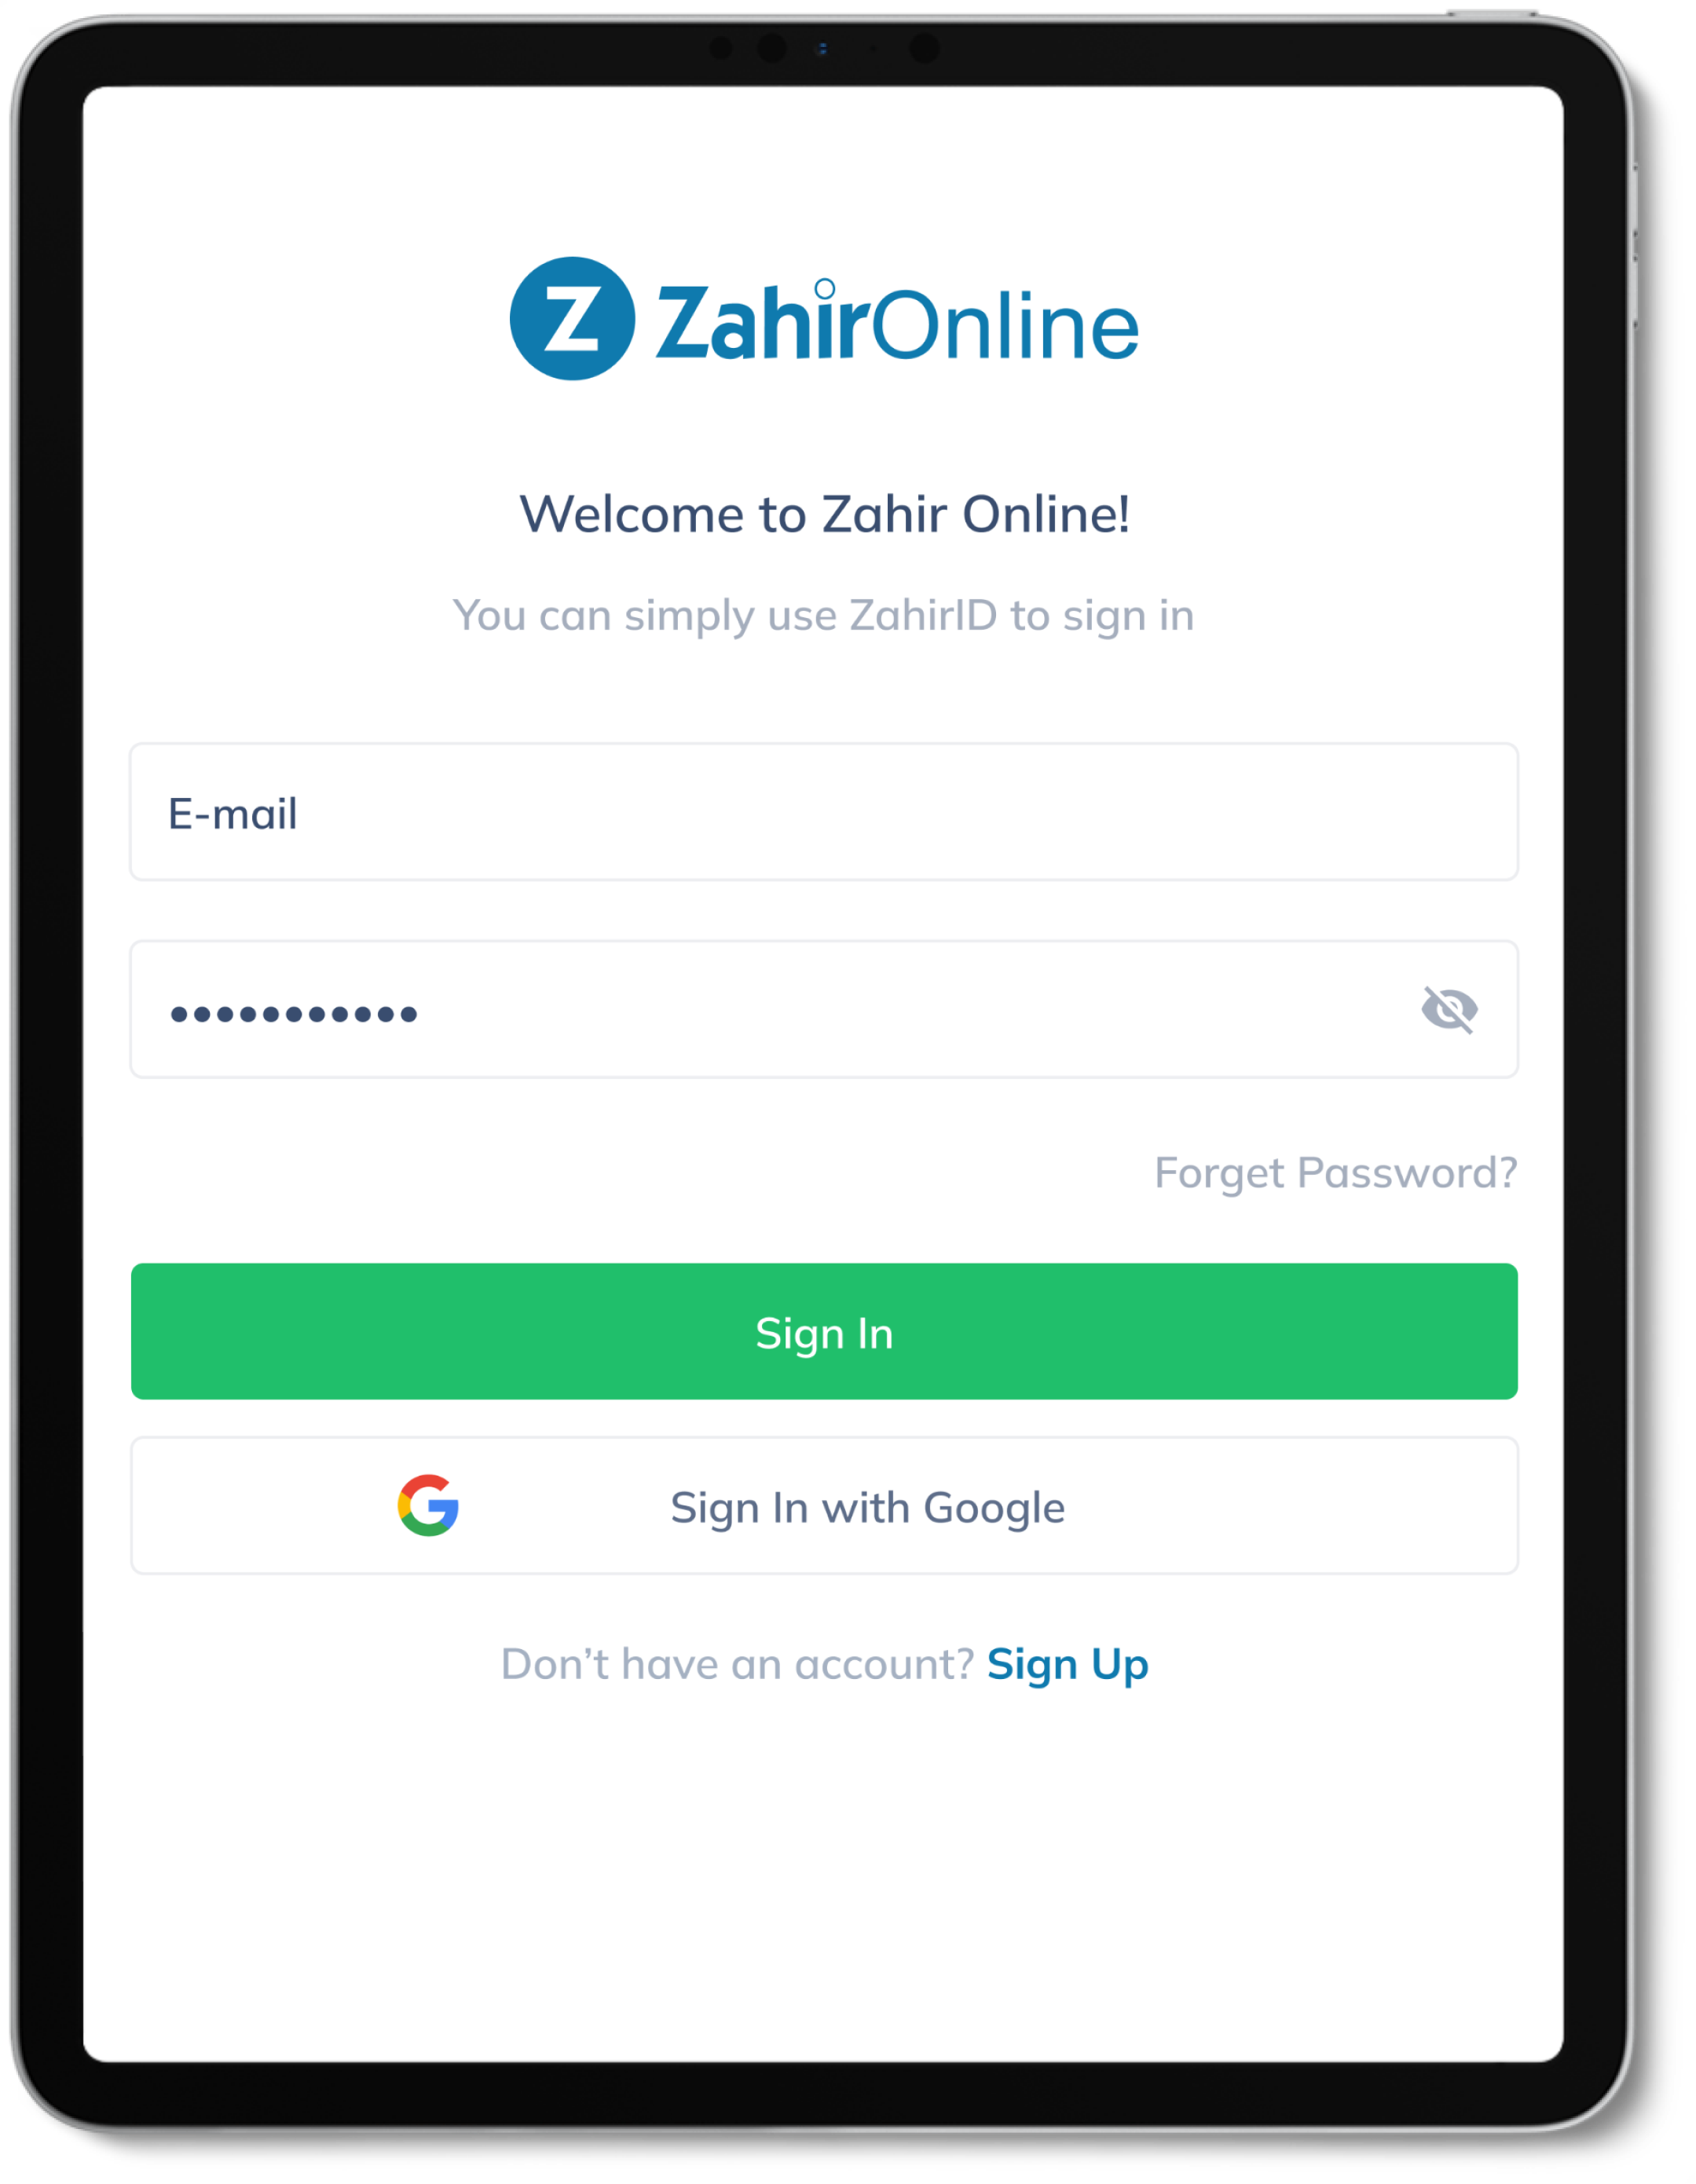 Z ZahirOnline
Welcome to Zahir Online!
You can simply use ZahirID to sign in
E-mail
•••••••••••
Forget Password?
Sign In
G Sign In with Google
Don’t have an account? Sign Up